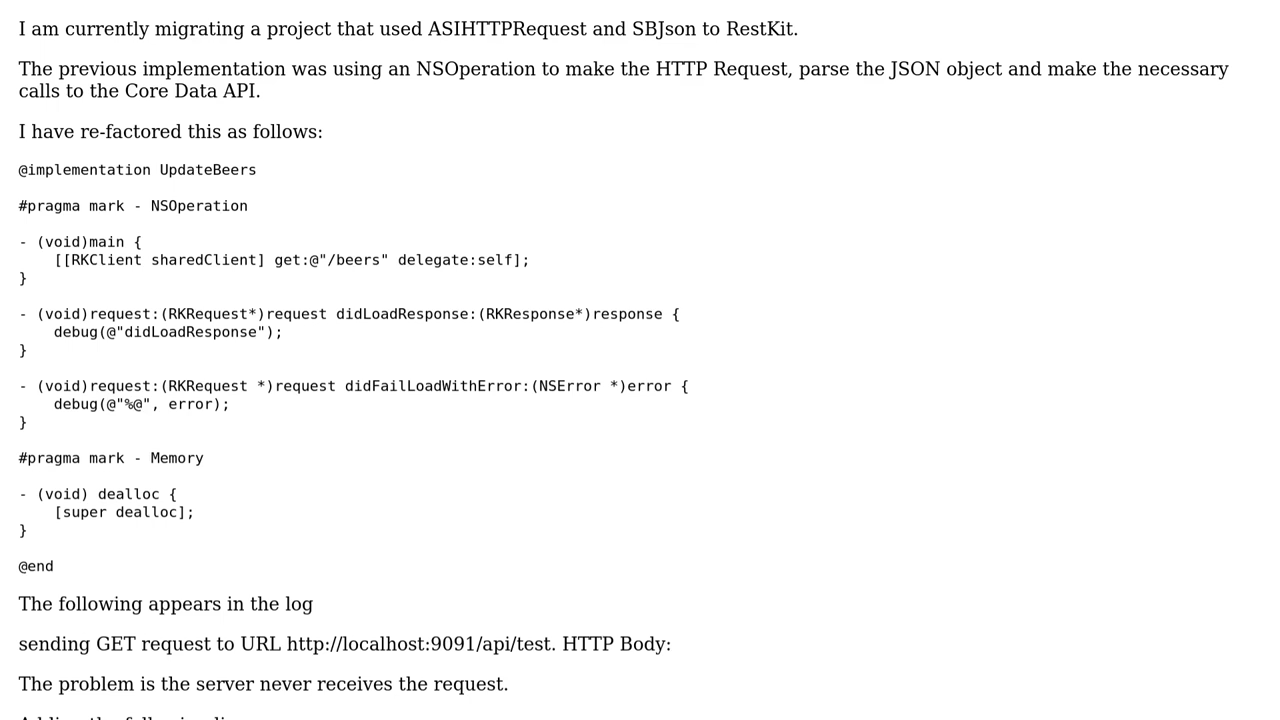 I am currently migrating a project that used ASIHTTPRequest and SBJson to RestKit.
The previous implementation was using an NSOperation to make the HTTP Request, parse the JSON object and make the necessary
calls to the Core Data API.
I have re-factored this as follows:
@implementation UpdateBeers
#pragma mark - NSOperation
- (void)main {
    [[RKClient sharedClient] get:@"/beers" delegate:self];
}
- (void)request:(RKRequest*)request didLoadResponse:(RKResponse*)response {
    debug(@"didLoadResponse");
}
- (void)request:(RKRequest *)request didFailLoadWithError:(NSError *)error {
    debug(@"%@", error);
}
#pragma mark - Memory
- (void) dealloc {
    [super dealloc];
}
@end
The following appears in the log
sending GET request to URL http://localhost:9091/api/test. HTTP Body:
The problem is the server never receives the request.